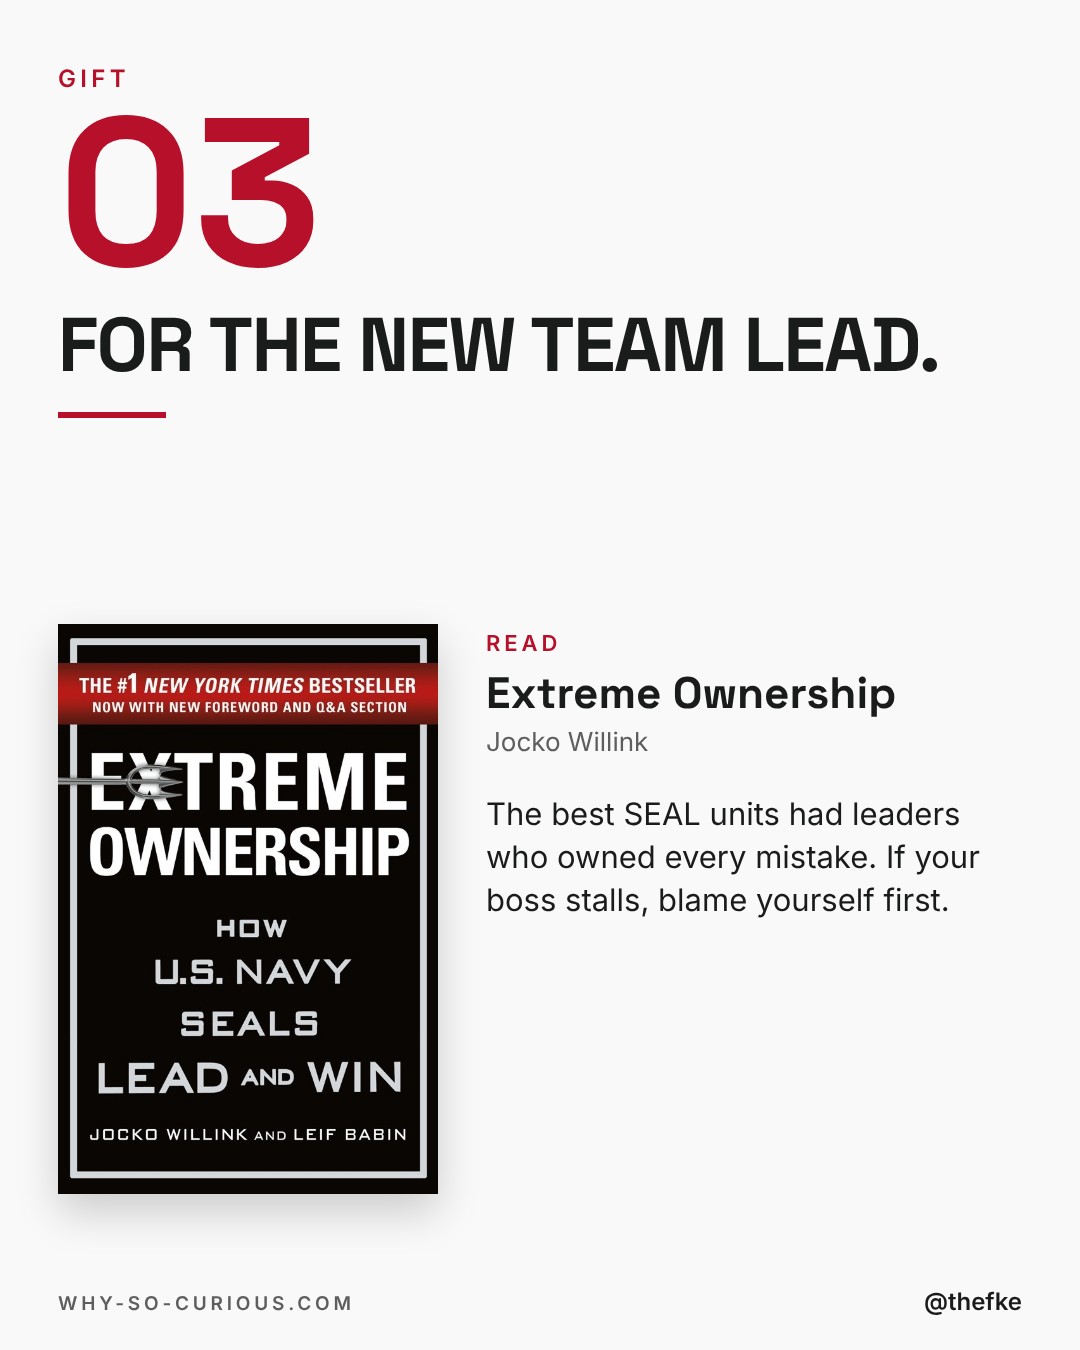 GIFT
03
FOR THE NEW TEAM LEAD.
THE #1 NEW YORK TIMES BESTSELLER
NOW WITH NEW FOREWORD AND Q&A SECTION
EXTREME
OWNERSHIP
HOW
U.S. NAVY
SEALS
LEAD AND WIN
JOCKO WILLINK AND LEIF BABIN
READ
Extreme Ownership
Jocko Willink
The best SEAL units had leaders
who owned every mistake. If your
boss stalls, blame yourself first.
WHY-SO-CURIOUS.COM
@thefke